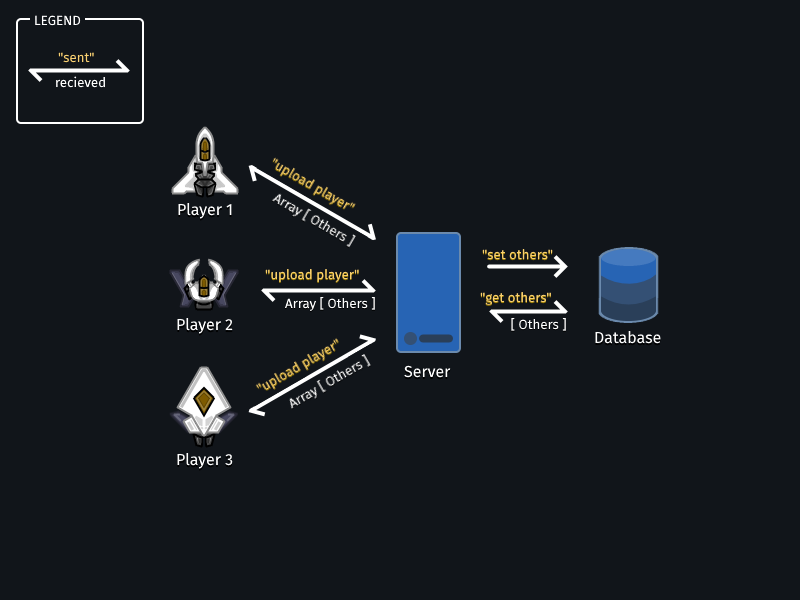 LEGEND
"sent"
recieved
"upload player"
Array [ Others ]
Player 1
"upload player"
Array [ Others ]
Player 2
"upload player"
Array [ Others ]
Player 3
Server
"set others"
"get others"
[ Others ]
Database